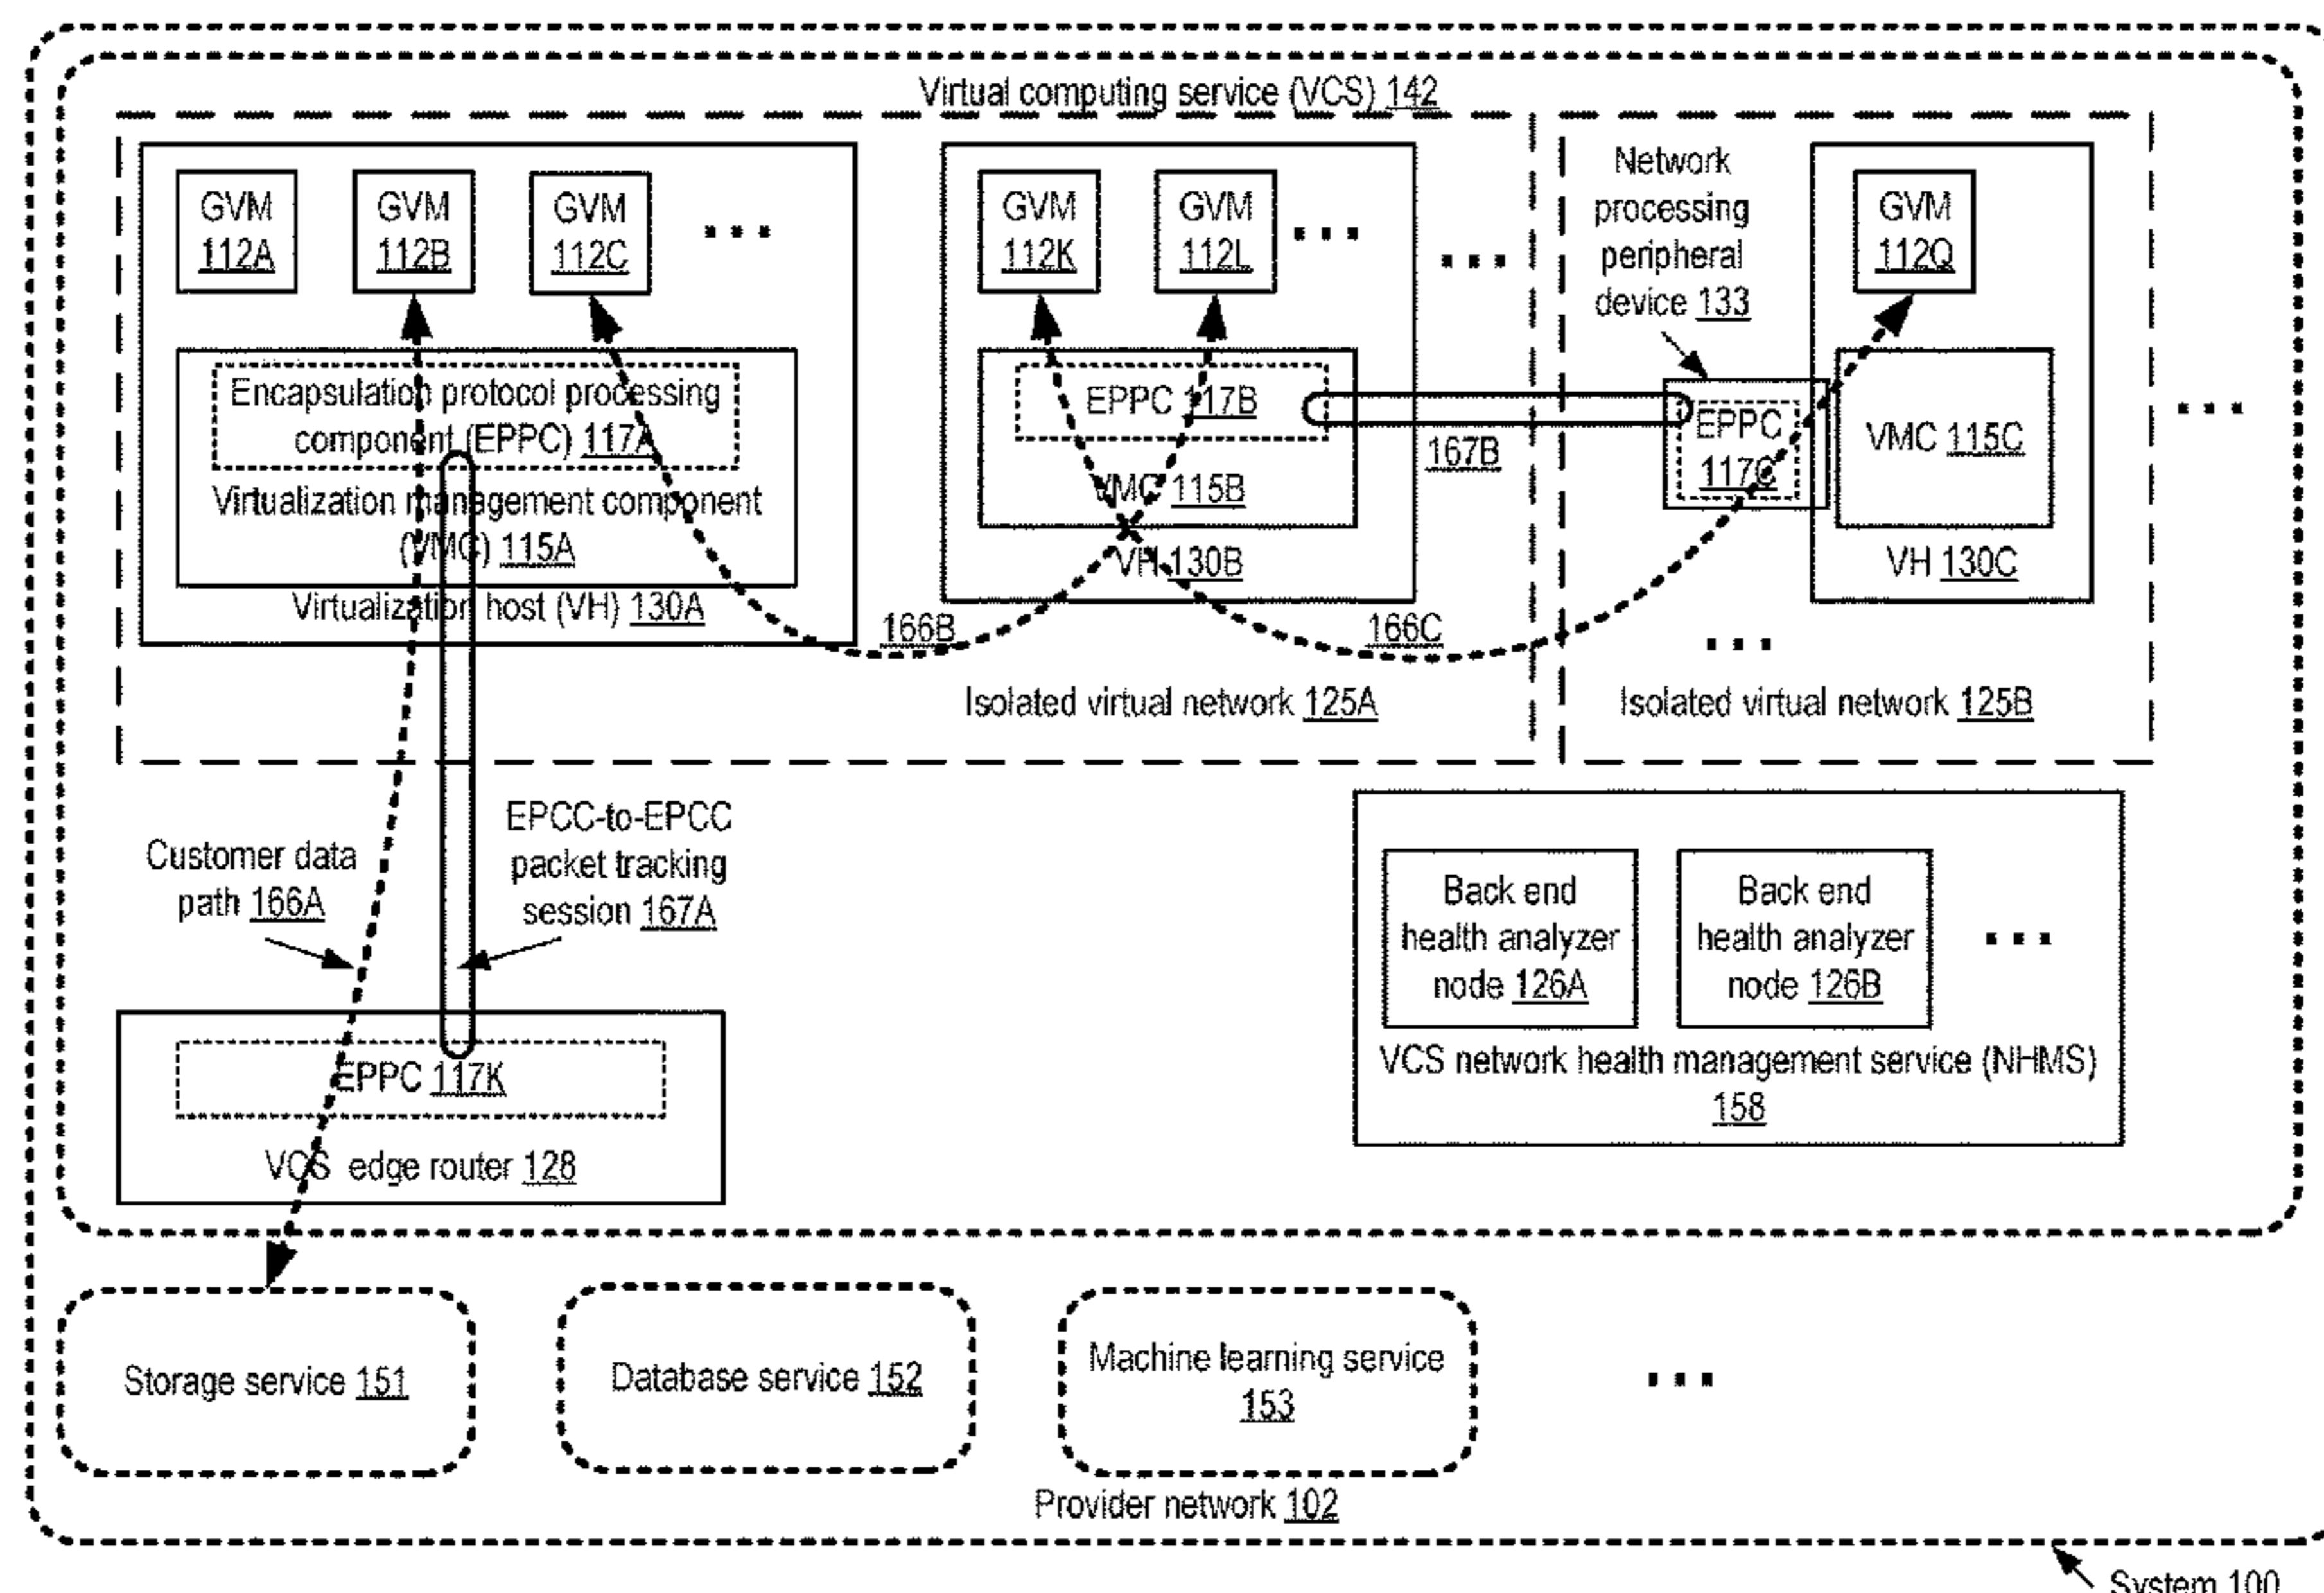 Virtual computing service (VCS) 142
GVM
112A
GVM
112B
GVM
112C
...
GVM
112K
GVM
112L
...
...
Network
processing
peripheral
device 133
GVM
112Q
Encapsulation protocol processing
component (EPPC) 117A
Virtualization management component
(VMC) 115A
Virtualization host (VH) 130A
EPPC 117B
VMC 115B
VH 130B
167B
EPPC
117C
VMC 115C
VH 130C
...
166B
166C
...
Isolated virtual network 125A
Isolated virtual network 125B
Customer data
path 166A
EPCC-to-EPCC
packet tracking
session 167A
Back end
health analyzer
node 126A
Back end
health analyzer
node 126B
...
VCS network health management service (NHMS)
158
EPPC 117K
VCS edge router 128
Storage service 151
Database service 152
Machine learning service
153
...
Provider network 102
System 100